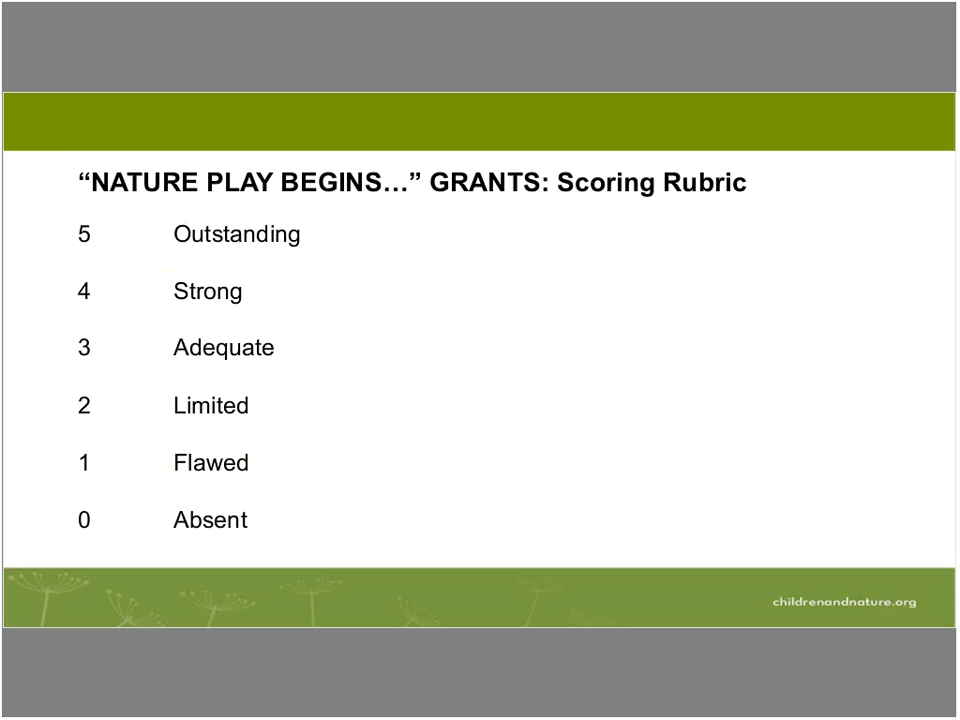 “NATURE PLAY BEGINS…” GRANTS: Scoring Rubric
5 Outstanding
4 Strong
3 Adequate
2 Limited
1 Flawed
0 Absent
childrenandnature.org